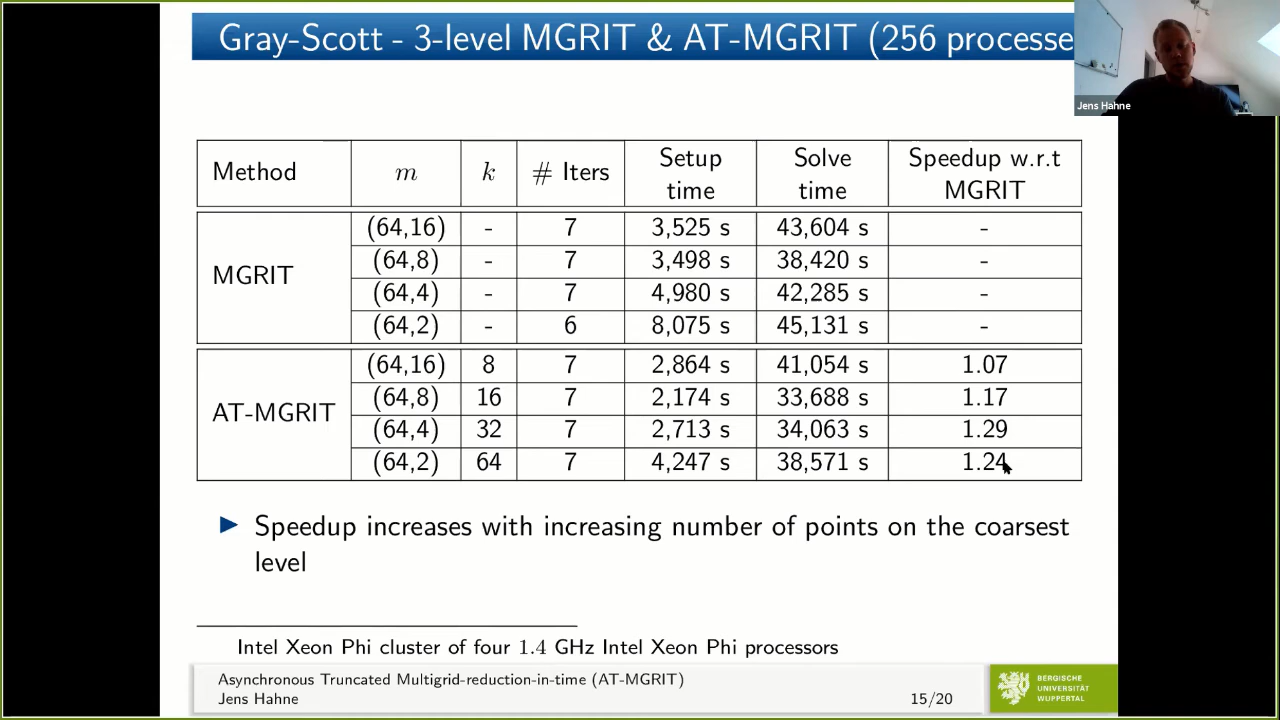 Gray-Scott - 3-level MGRIT & AT-MGRIT (256 processe
Jens Hahne
Method m k # Iters Setup time Solve time Speedup w.r.t MGRIT
MGRIT (64,16) - 7 3,525 s 43,604 s -
(64,8) - 7 3,498 s 38,420 s -
(64,4) - 7 4,980 s 42,285 s -
(64,2) - 6 8,075 s 45,131 s -
AT-MGRIT (64,16) 8 7 2,864 s 41,054 s 1.07
(64,8) 16 7 2,174 s 33,688 s 1.17
(64,4) 32 7 2,713 s 34,063 s 1.29
(64,2) 64 7 4,247 s 38,571 s 1.24
Speedup increases with increasing number of points on the coarsest
level
Intel Xeon Phi cluster of four 1.4 GHz Intel Xeon Phi processors
Asynchronous Truncated Multigrid-reduction-in-time (AT-MGRIT)
Jens Hahne
15/20
BERGISCHE
UNIVERSITÄT
WUPPERTAL